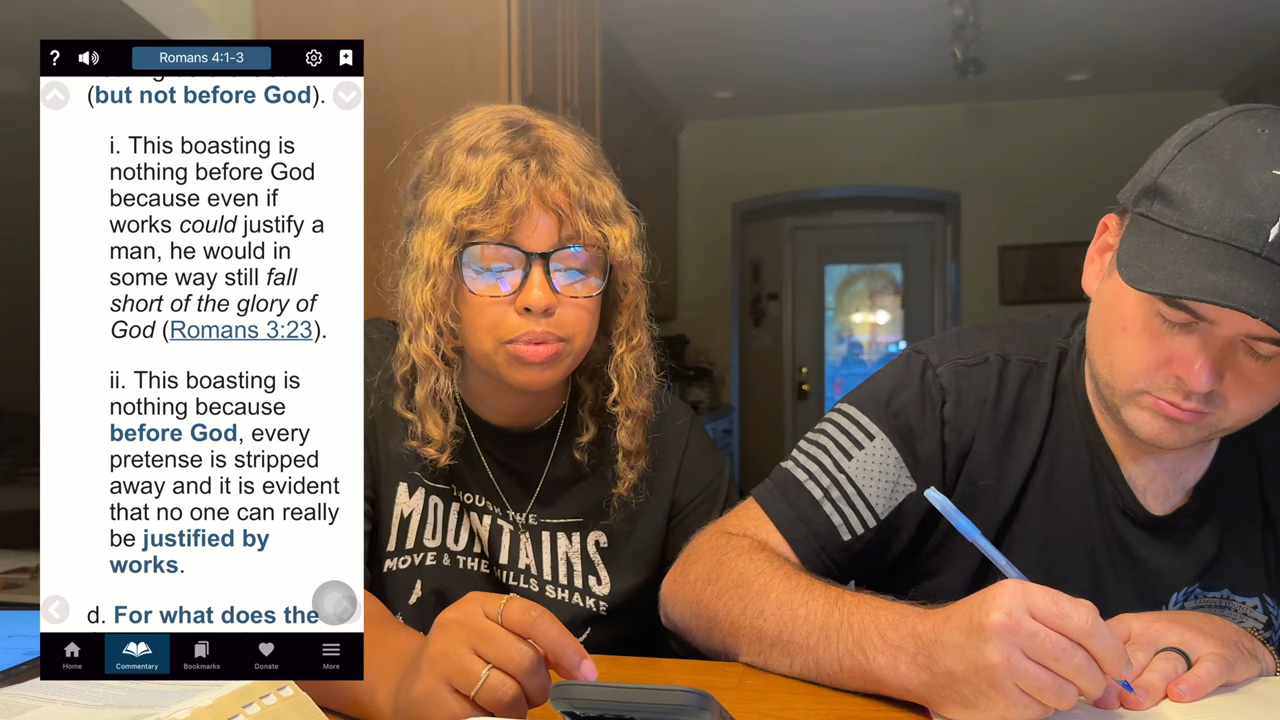 Romans 4:1-3
(but not before God).
i. This boasting is
nothing before God
because even if
works could justify a
man, he would in
some way still fall
short of the glory of
God (Romans 3:23).
ii. This boasting is
nothing because
before God, every
pretense is stripped
away and it is evident
that no one can really
be justified by
works.
d. For what does the
Home
Commentary
Bookmarks
Donate
More
THOUGH THE
MOUNTAINS
MOVE & THE HILLS SHAKE